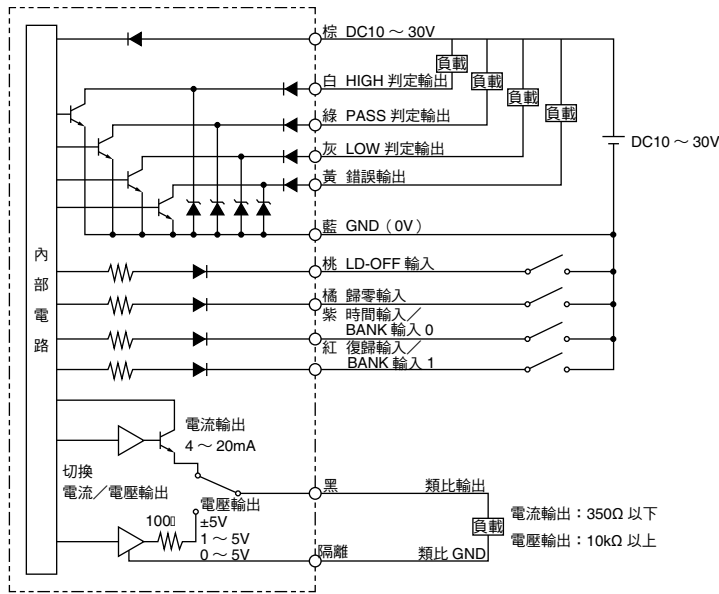 棕 DC10 ～ 30V
負載
負載
負載
負載
白 HIGH 判定輸出
綠 PASS 判定輸出
灰 LOW 判定輸出
黃 錯誤輸出
DC10 ～ 30V
藍 GND（0V）
內部電路
桃 LD-OFF 輸入
橘 歸零輸入
紫 時間輸入／
BANK 輸入 0
紅 復歸輸入／
BANK 輸入 1
電流輸出
4 ～ 20mA
切換
電流／電壓輸出
電壓輸出
±5V
1 ～ 5V
0 ～ 5V
100▯
黑 類比輸出
負載
電流輸出：350Ω 以下
電壓輸出：10kΩ 以上
隔離 類比 GND